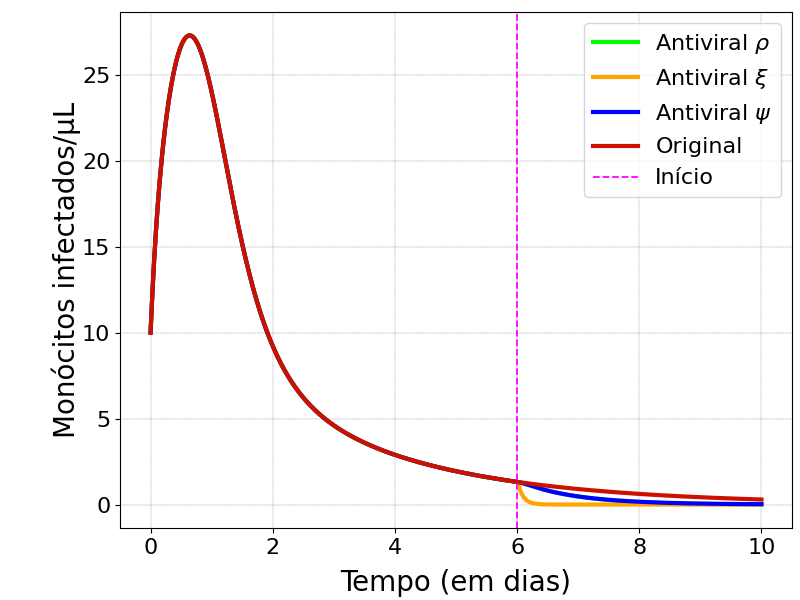 Monócitos infectados/µL
25
20
15
10
5
0
Antiviral ρ
Antiviral ξ
Antiviral ψ
Original
Início
0 2 4 6 8 10
Tempo (em dias)